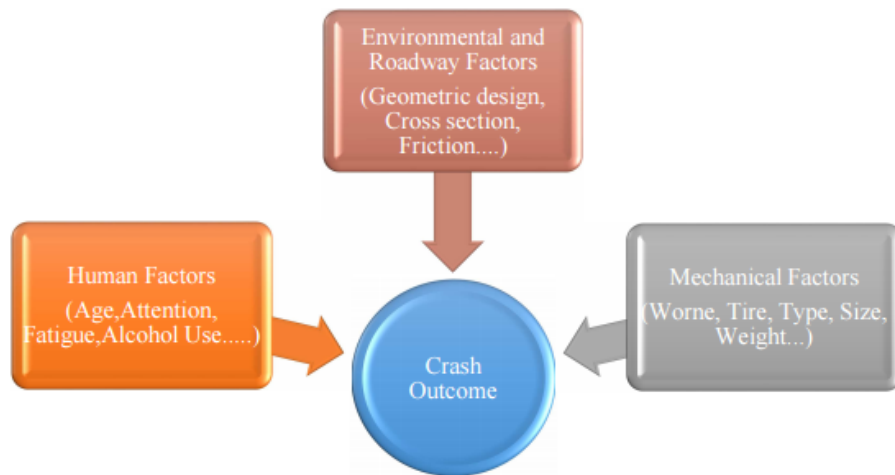 Environmental and
Roadway Factors
(Geometric design,
Cross section,
Friction....)
Human Factors
(Age,Attention,
Fatigue,Alcohol Use.....)
Mechanical Factors
(Worne, Tire, Type, Size,
Weight...)
Crash
Outcome